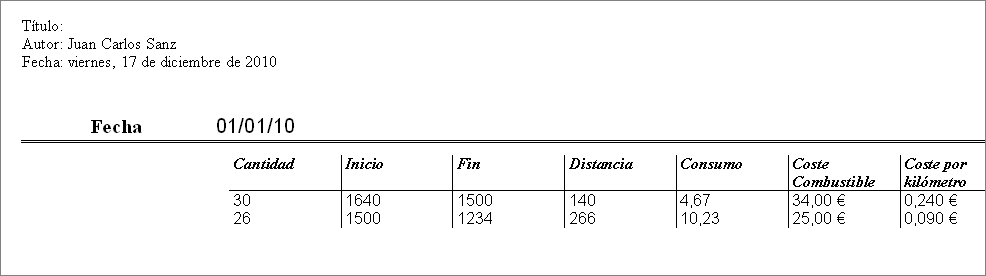 Título:
Autor: Juan Carlos Sanz
Fecha: viernes, 17 de diciembre de 2010
Fecha 01/01/10
Cantidad Inicio Fin Distancia Consumo Coste Combustible Coste por kilómetro
30 1640 1500 140 4,67 34,00 € 0,240 €
26 1500 1234 266 10,23 25,00 € 0,090 €